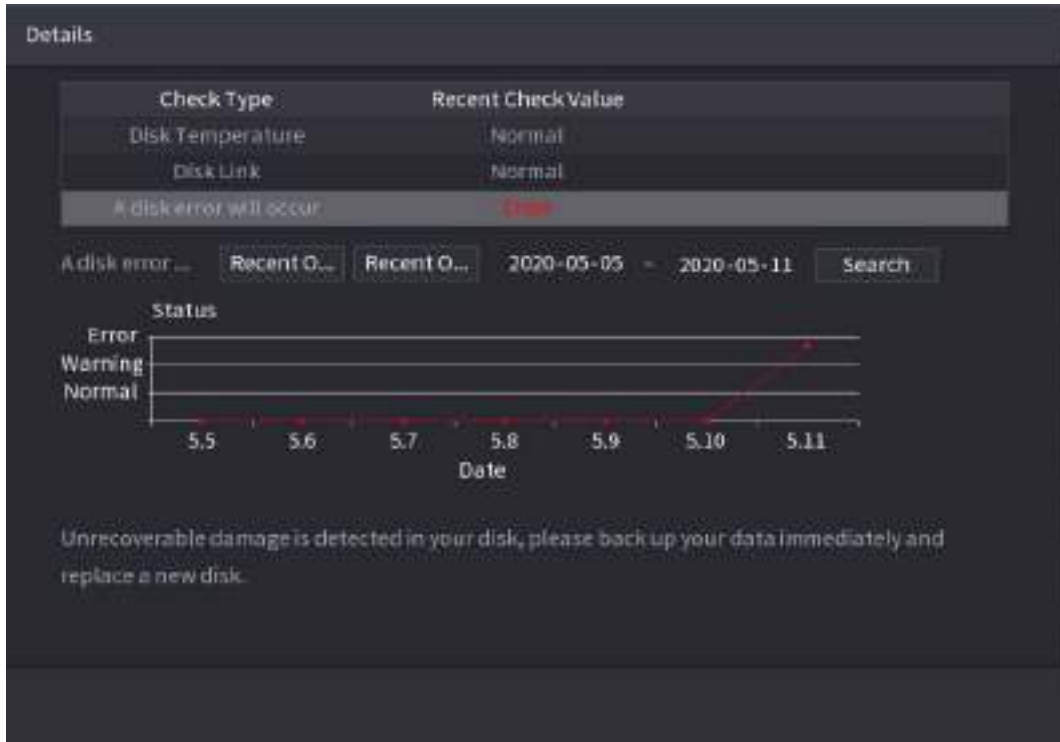 Details
Check Type Recent Check Value
Disk Temperature Normal
Disk Link Normal
A disk error will occur Error
A disk error ... Recent O... Recent O... 2020-05-05 - 2020-05-11 Search
Status
Error
Warning
Normal
5.5 5.6 5.7 5.8 5.9 5.10 5.11
Date
Unrecoverable damage is detected in your disk, please back up your data immediately and
replace a new disk.